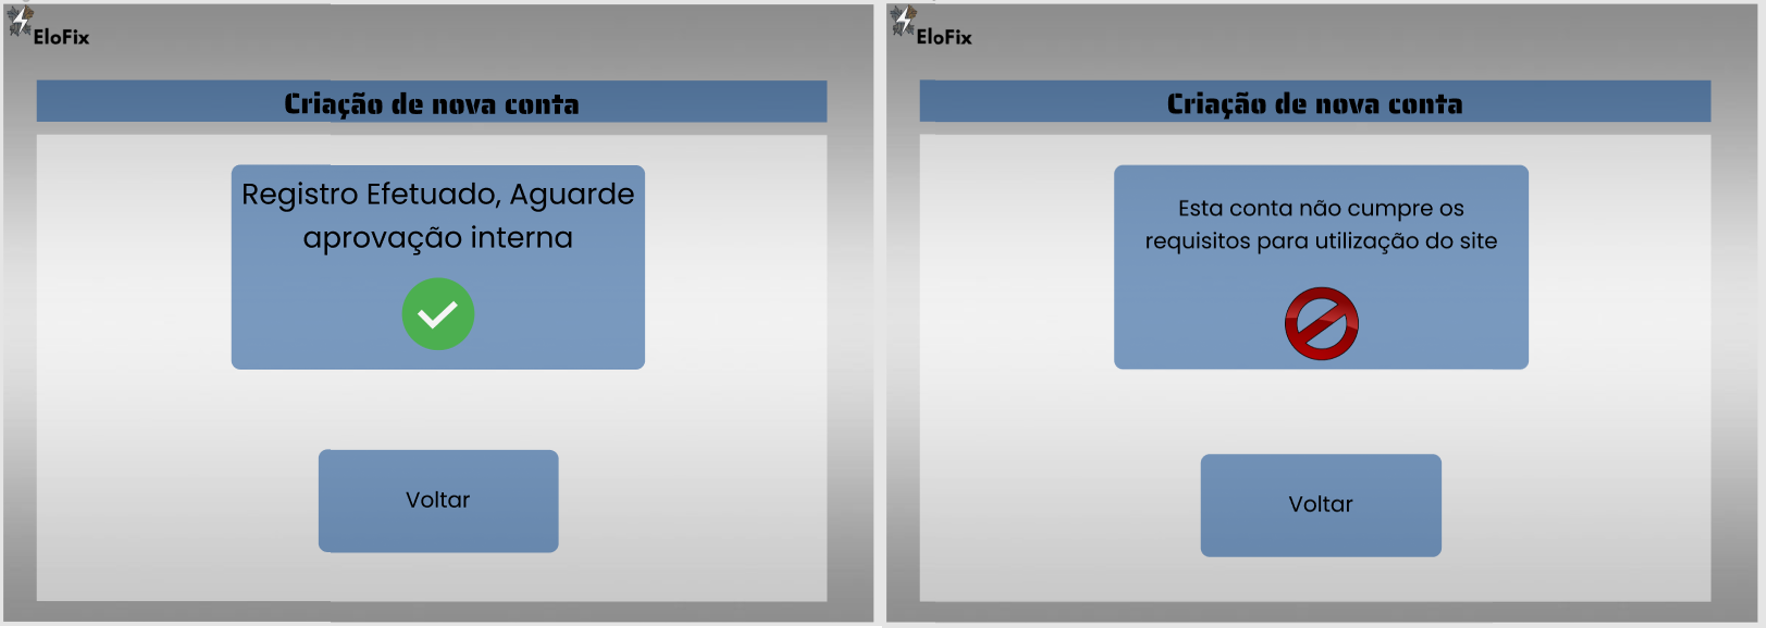 EloFix
Criação de nova conta
Registro Efetuado, Aguarde
aprovação interna
Voltar
EloFix
Criação de nova conta
Esta conta não cumpre os
requisitos para utilização do site
Voltar